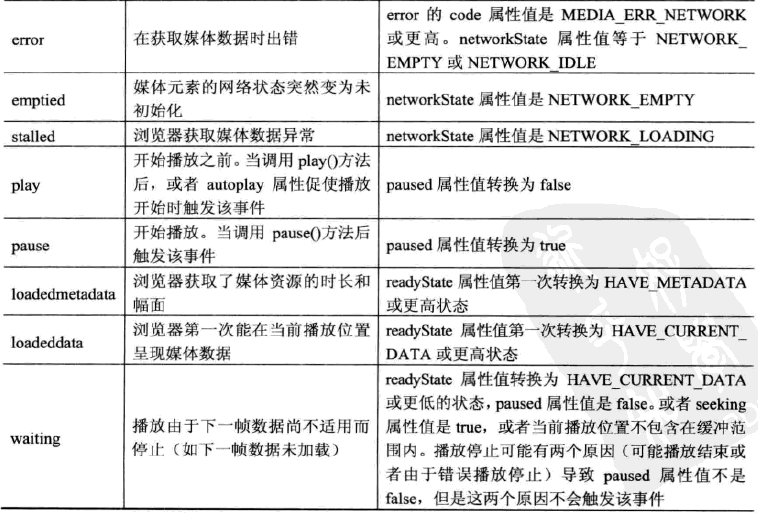 error
在获取媒体数据时出错
error 的 code 属性值是 MEDIA_ERR_NETWORK
或更高。networkState 属性值等于 NETWORK_
EMPTY 或 NETWORK_IDLE
emptied
媒体元素的网络状态突然变为未
初始化
networkState 属性值是 NETWORK_EMPTY
stalled
浏览器获取媒体数据异常
networkState 属性值是 NETWORK_LOADING
play
开始播放之前。当调用 play()方法
后，或者 autoplay 属性促使播放
开始时触发该事件
paused 属性值转换为 false
pause
开始播放。当调用 pause()方法后
触发该事件
paused 属性值转换为 true
loadedmetadata
浏览器获取了媒体资源的时长和
幅面
readyState 属性值第一次转换为 HAVE_METADATA
或更高状态
loadeddata
浏览器第一次能在当前播放位置
呈现媒体数据
readyState 属性值第一次转换为 HAVE_CURRENT_
DATA 或更高状态
waiting
播放由于下一帧数据尚不适用而
停止（如下一帧数据未加载）
readyState 属性值转换为 HAVE_CURRENT_DATA
或更低的状态，paused 属性值是 false。或者 seeking
属性值是 true，或者当前播放位置不包含在缓冲范
围内。播放停止可能有两个原因（可能播放结束或
者由于错误播放停止）导致 paused 属性值不是
false，但是这两个原因不会触发该事件